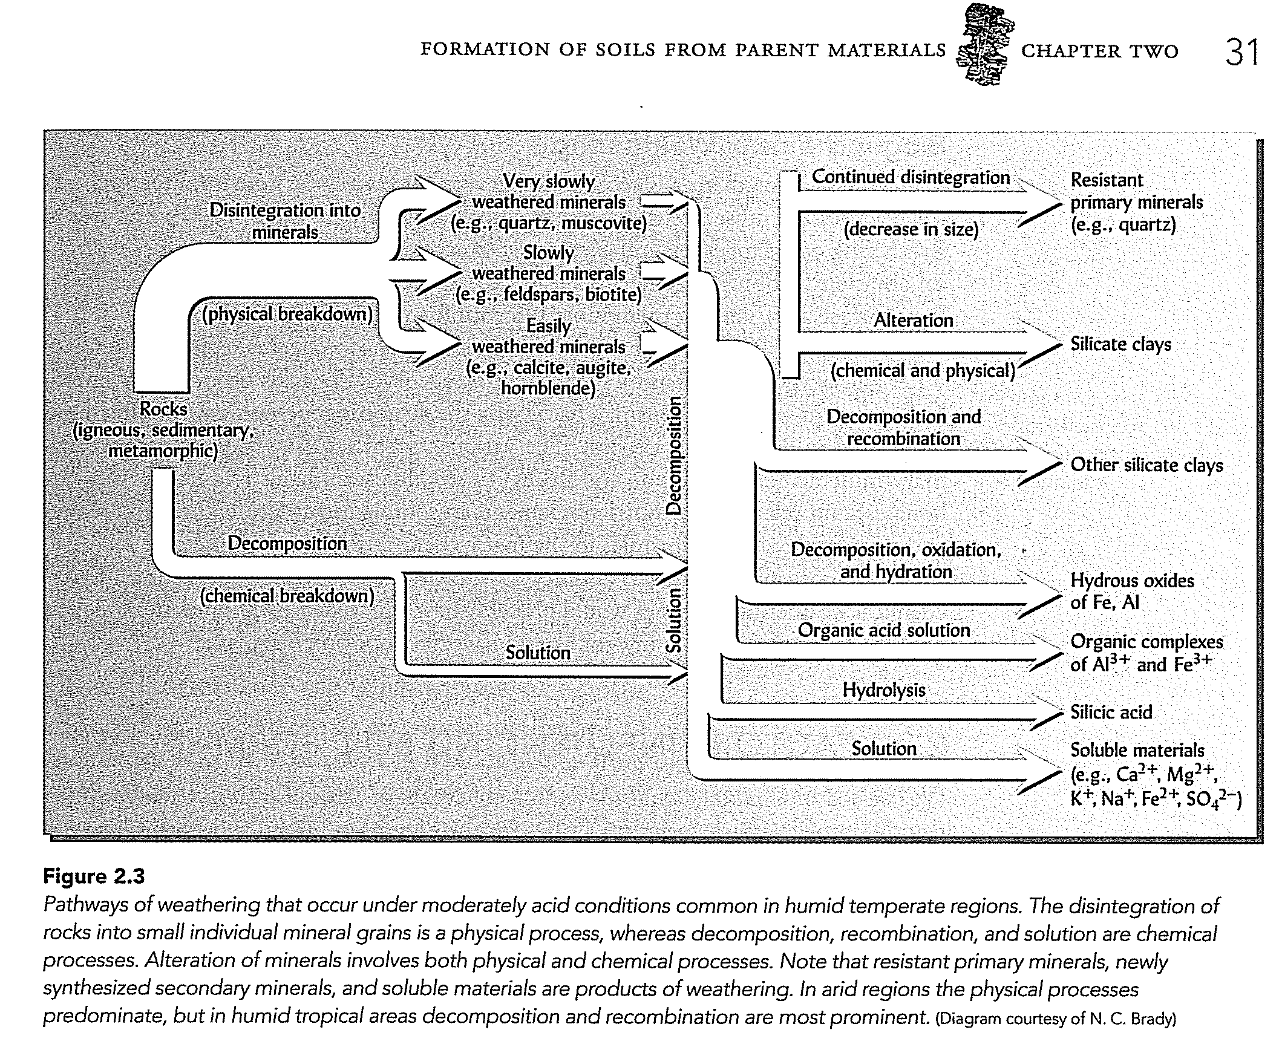 FORMATION OF SOILS FROM PARENT MATERIALS CHAPTER TWO 31
Disintegration into
minerals
(physical breakdown)
Rocks
(igneous, sedimentary,
metamorphic)
Decomposition
(chemical breakdown)
Solution
Very slowly
weathered minerals
(e.g., quartz, muscovite)
Slowly
weathered minerals
(e.g., feldspars, biotite)
Easily
weathered minerals
(e.g., calcite, augite,
hornblende)
Decomposition
Solution
Continued disintegration
(decrease in size)
Resistant
primary minerals
(e.g., quartz)
Alteration
(chemical and physical)
Silicate clays
Decomposition and
recombination
Other silicate clays
Decomposition, oxidation,
and hydration
Hydrous oxides
of Fe, Al
Organic acid solution
Organic complexes
of Al³⁺ and Fe³⁺
Hydrolysis
Silicic acid
Solution
Soluble materials
(e.g., Ca²⁺, Mg²⁺,
K⁺, Na⁺, Fe²⁺, SO₄²⁻)
Figure 2.3
Pathways of weathering that occur under moderately acid conditions common in humid temperate regions. The disintegration of
rocks into small individual mineral grains is a physical process, whereas decomposition, recombination, and solution are chemical
processes. Alteration of minerals involves both physical and chemical processes. Note that resistant primary minerals, newly
synthesized secondary minerals, and soluble materials are products of weathering. In arid regions the physical processes
predominate, but in humid tropical areas decomposition and recombination are most prominent. (Diagram courtesy of N. C. Brady)